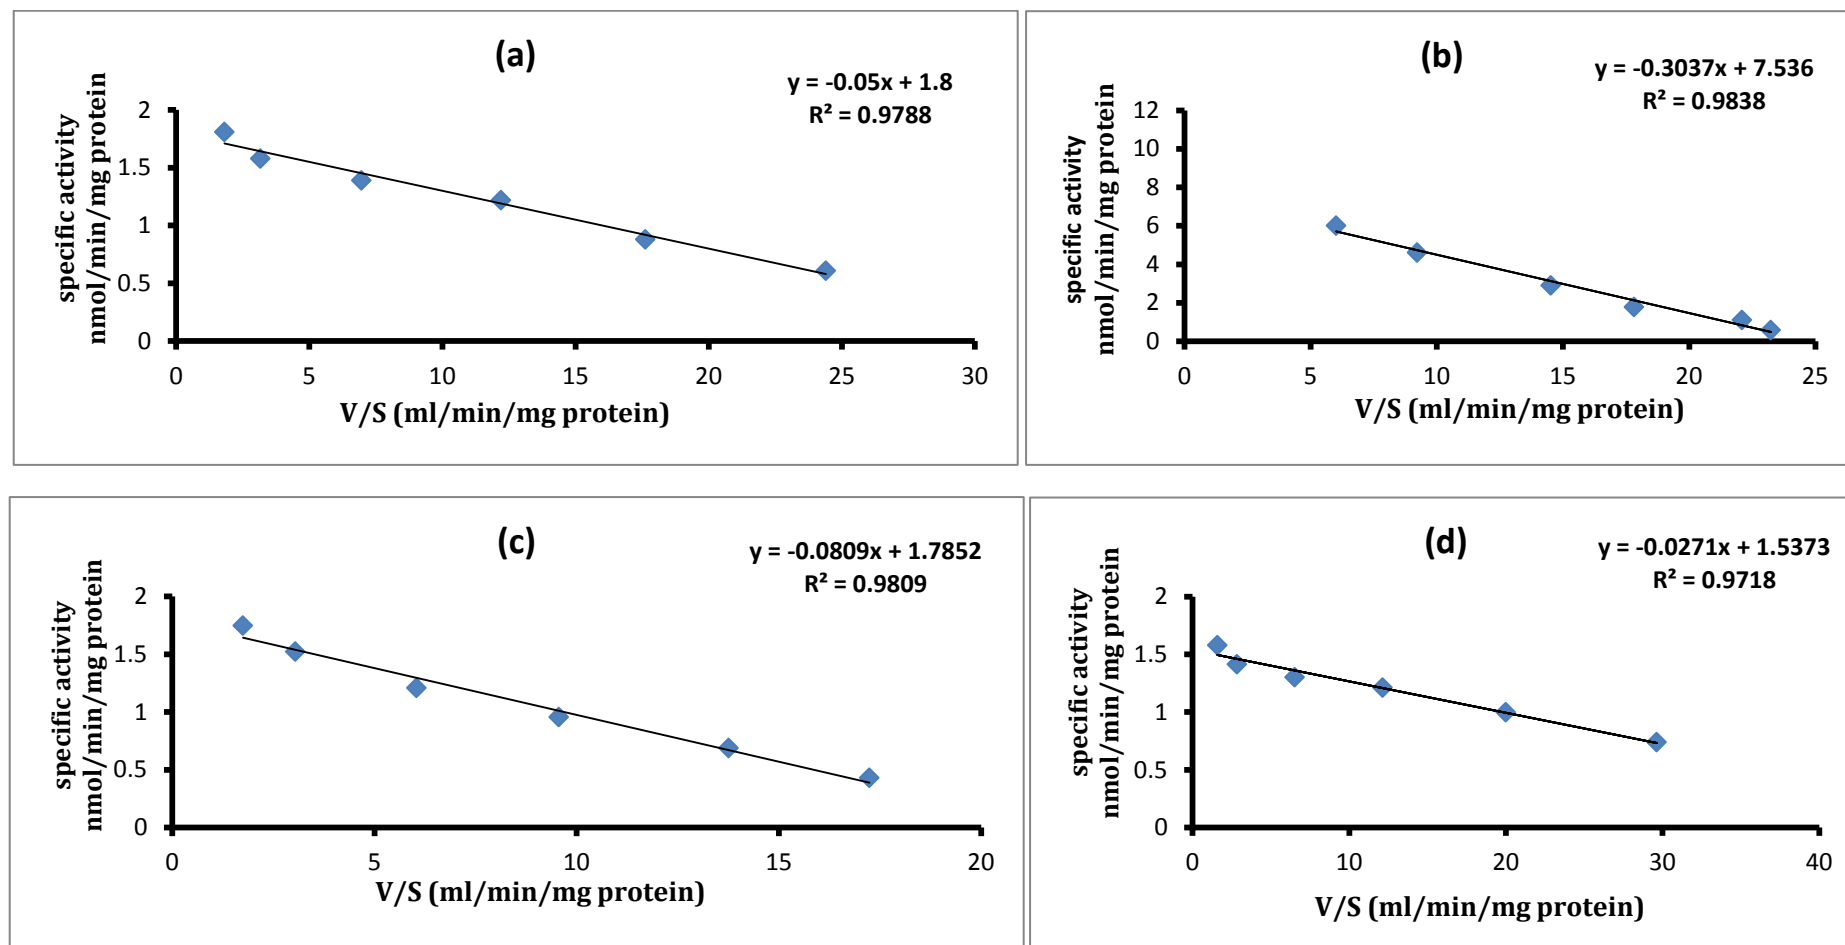 (a)
y = -0.05x + 1.8
R² = 0.9788
specific activity
nmol/min/mg protein
2
1.5
1
0.5
0
0 5 10 15 20 25 30
V/S (ml/min/mg protein)
(b)
y = -0.3037x + 7.536
R² = 0.9838
specific activity
nmol/min/mg protein
12
10
8
6
4
2
0
0 5 10 15 20 25
V/S (ml/min/mg protein)
(c)
y = -0.0809x + 1.7852
R² = 0.9809
specific activity
nmol/min/mg protein
2
1.5
1
0.5
0
0 5 10 15 20
V/S (ml/min/mg protein)
(d)
y = -0.0271x + 1.5373
R² = 0.9718
specific activity
nmol/min/mg protein
2
1.5
1
0.5
0
0 10 20 30 40
V/S (ml/min/mg protein)